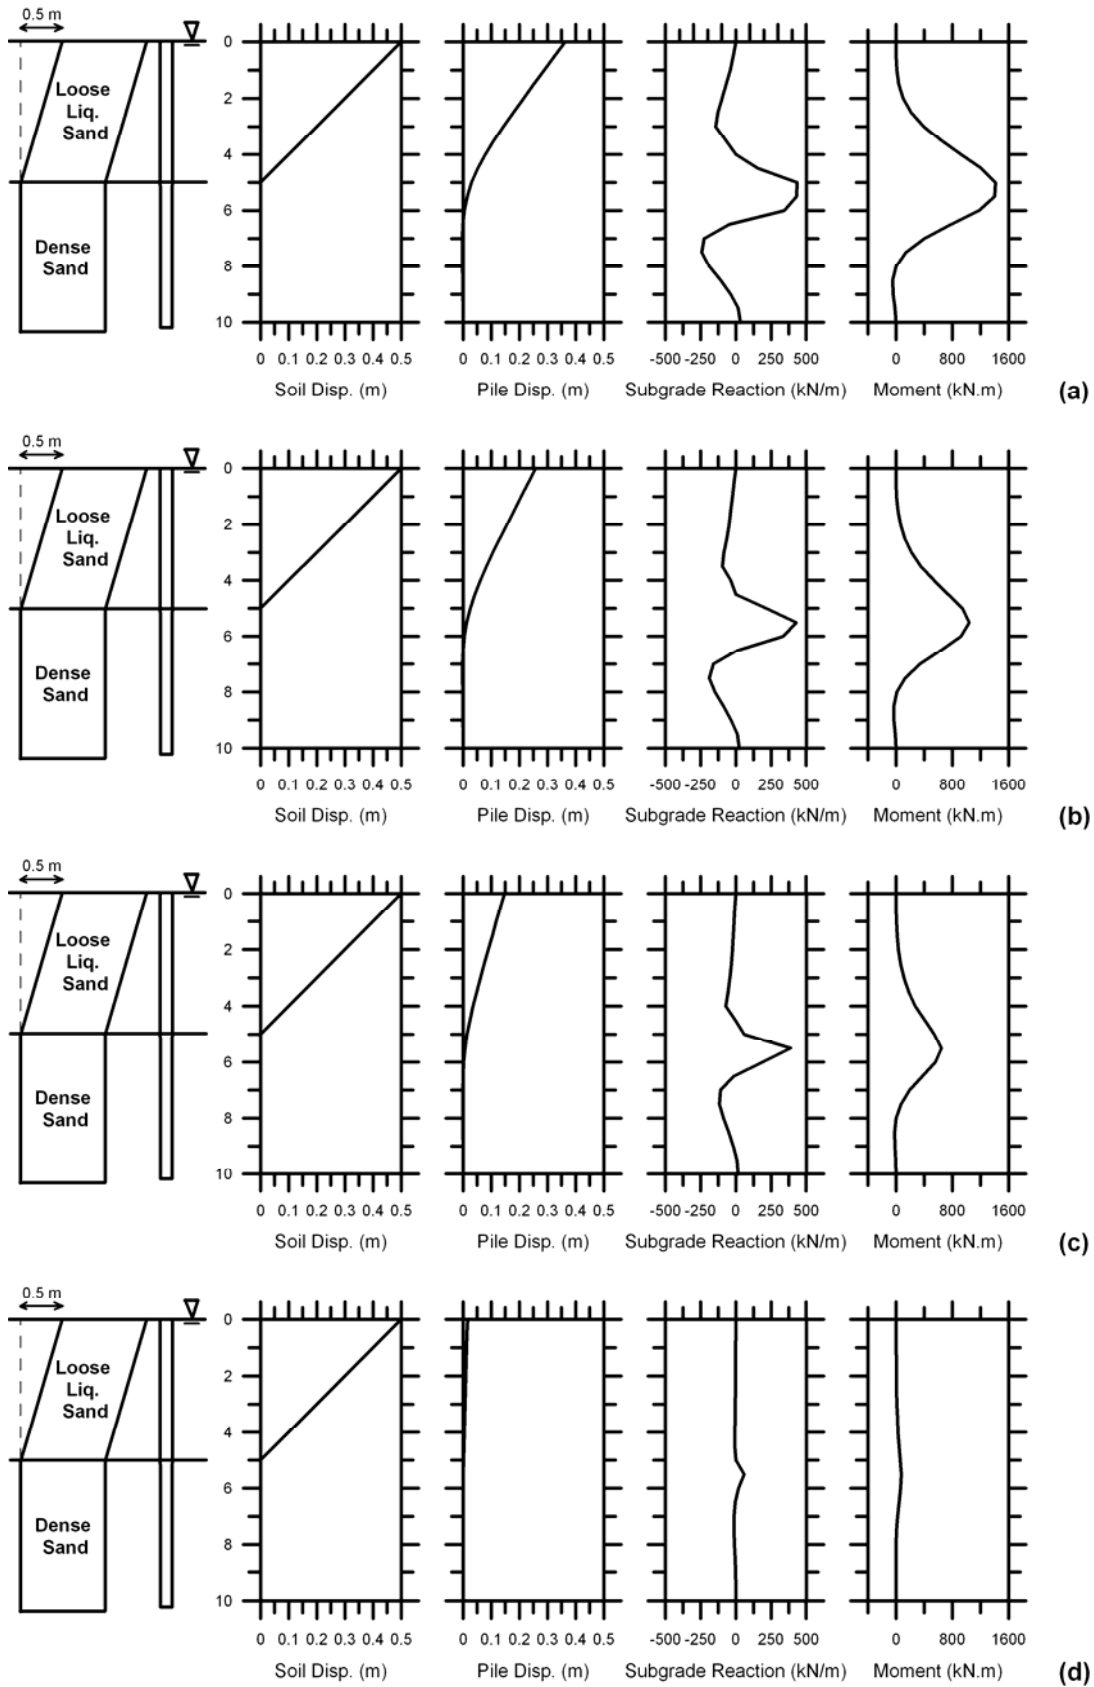 0.5 m
Loose
Liq.
Sand
Dense
Sand
0
2
4
6
8
10
0 0.1 0.2 0.3 0.4 0.5
0 0.1 0.2 0.3 0.4 0.5
-500 -250 0 250 500
0 800 1600
Soil Disp. (m) Pile Disp. (m) Subgrade Reaction (kN/m) Moment (kN.m) (a)
0.5 m
Loose
Liq.
Sand
Dense
Sand
0
2
4
6
8
10
0 0.1 0.2 0.3 0.4 0.5
0 0.1 0.2 0.3 0.4 0.5
-500 -250 0 250 500
0 800 1600
Soil Disp. (m) Pile Disp. (m) Subgrade Reaction (kN/m) Moment (kN.m) (b)
0.5 m
Loose
Liq.
Sand
Dense
Sand
0
2
4
6
8
10
0 0.1 0.2 0.3 0.4 0.5
0 0.1 0.2 0.3 0.4 0.5
-500 -250 0 250 500
0 800 1600
Soil Disp. (m) Pile Disp. (m) Subgrade Reaction (kN/m) Moment (kN.m) (c)
0.5 m
Loose
Liq.
Sand
Dense
Sand
0
2
4
6
8
10
0 0.1 0.2 0.3 0.4 0.5
0 0.1 0.2 0.3 0.4 0.5
-500 -250 0 250 500
0 800 1600
Soil Disp. (m) Pile Disp. (m) Subgrade Reaction (kN/m) Moment (kN.m) (d)